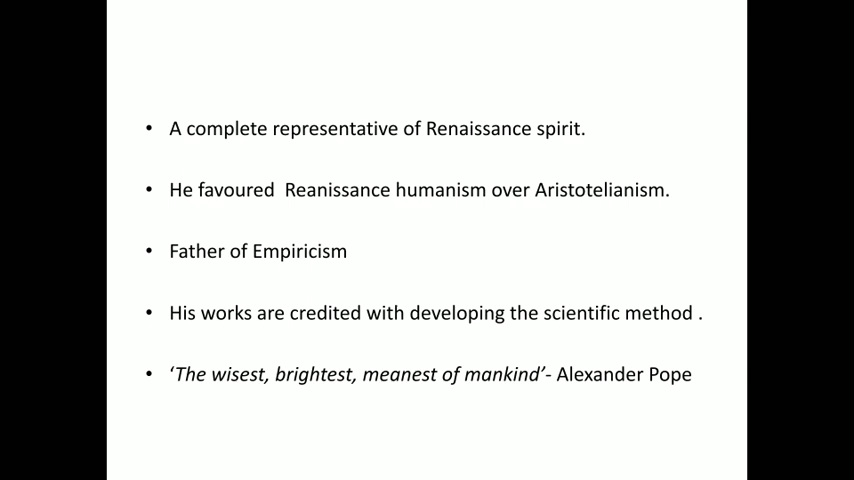 • A complete representative of Renaissance spirit.
• He favoured  Reanissance humanism over Aristotelianism.
• Father of Empiricism
• His works are credited with developing the scientific method .
• ‘The wisest, brightest, meanest of mankind’- Alexander Pope